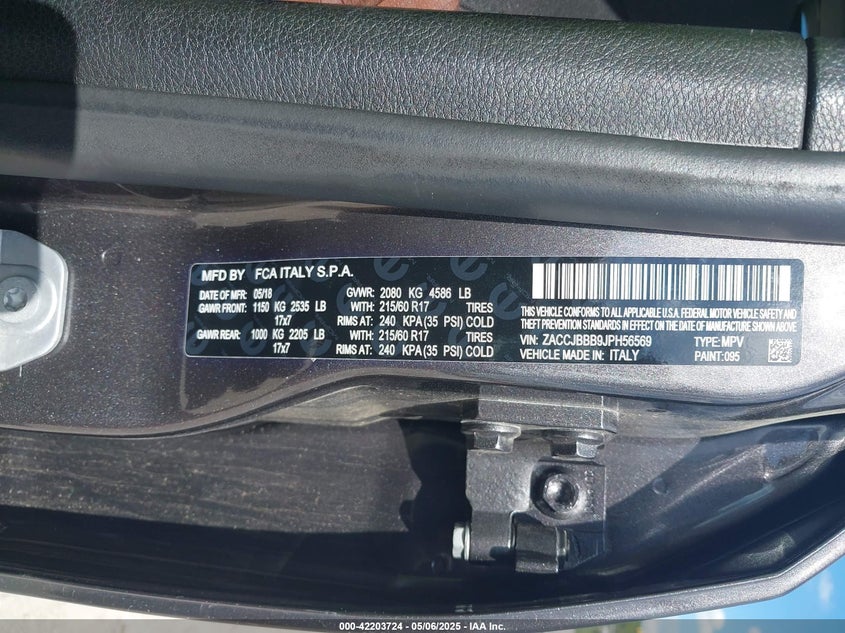 MFD BY FCA ITALY S.P.A.
DATE OF MFR: 05/18 GVWR: 2080 KG 4586 LB
GAWR FRONT: 1150 KG 2535 LB WITH: 215/60 R17 TIRES
17x7 RIMS AT: 240 KPA (35 PSI) COLD
GAWR REAR: 1000 KG 2205 LB WITH: 215/60 R17 TIRES
17x7 RIMS AT: 240 KPA (35 PSI) COLD
THIS VEHICLE CONFORMS TO ALL APPLICABLE U.S.A. FEDERAL MOTOR VEHICLE SAFETY AND
THEFT PREVENTION STANDARDS IN EFFECT ON THE DATE OF MANUFACTURE SHOWN ABOVE.
VIN: ZACCJBBB9JPH56569 TYPE: MPV
VEHICLE MADE IN: ITALY PAINT: 095
000-42203724 - 05/06/2025 - IAA Inc.